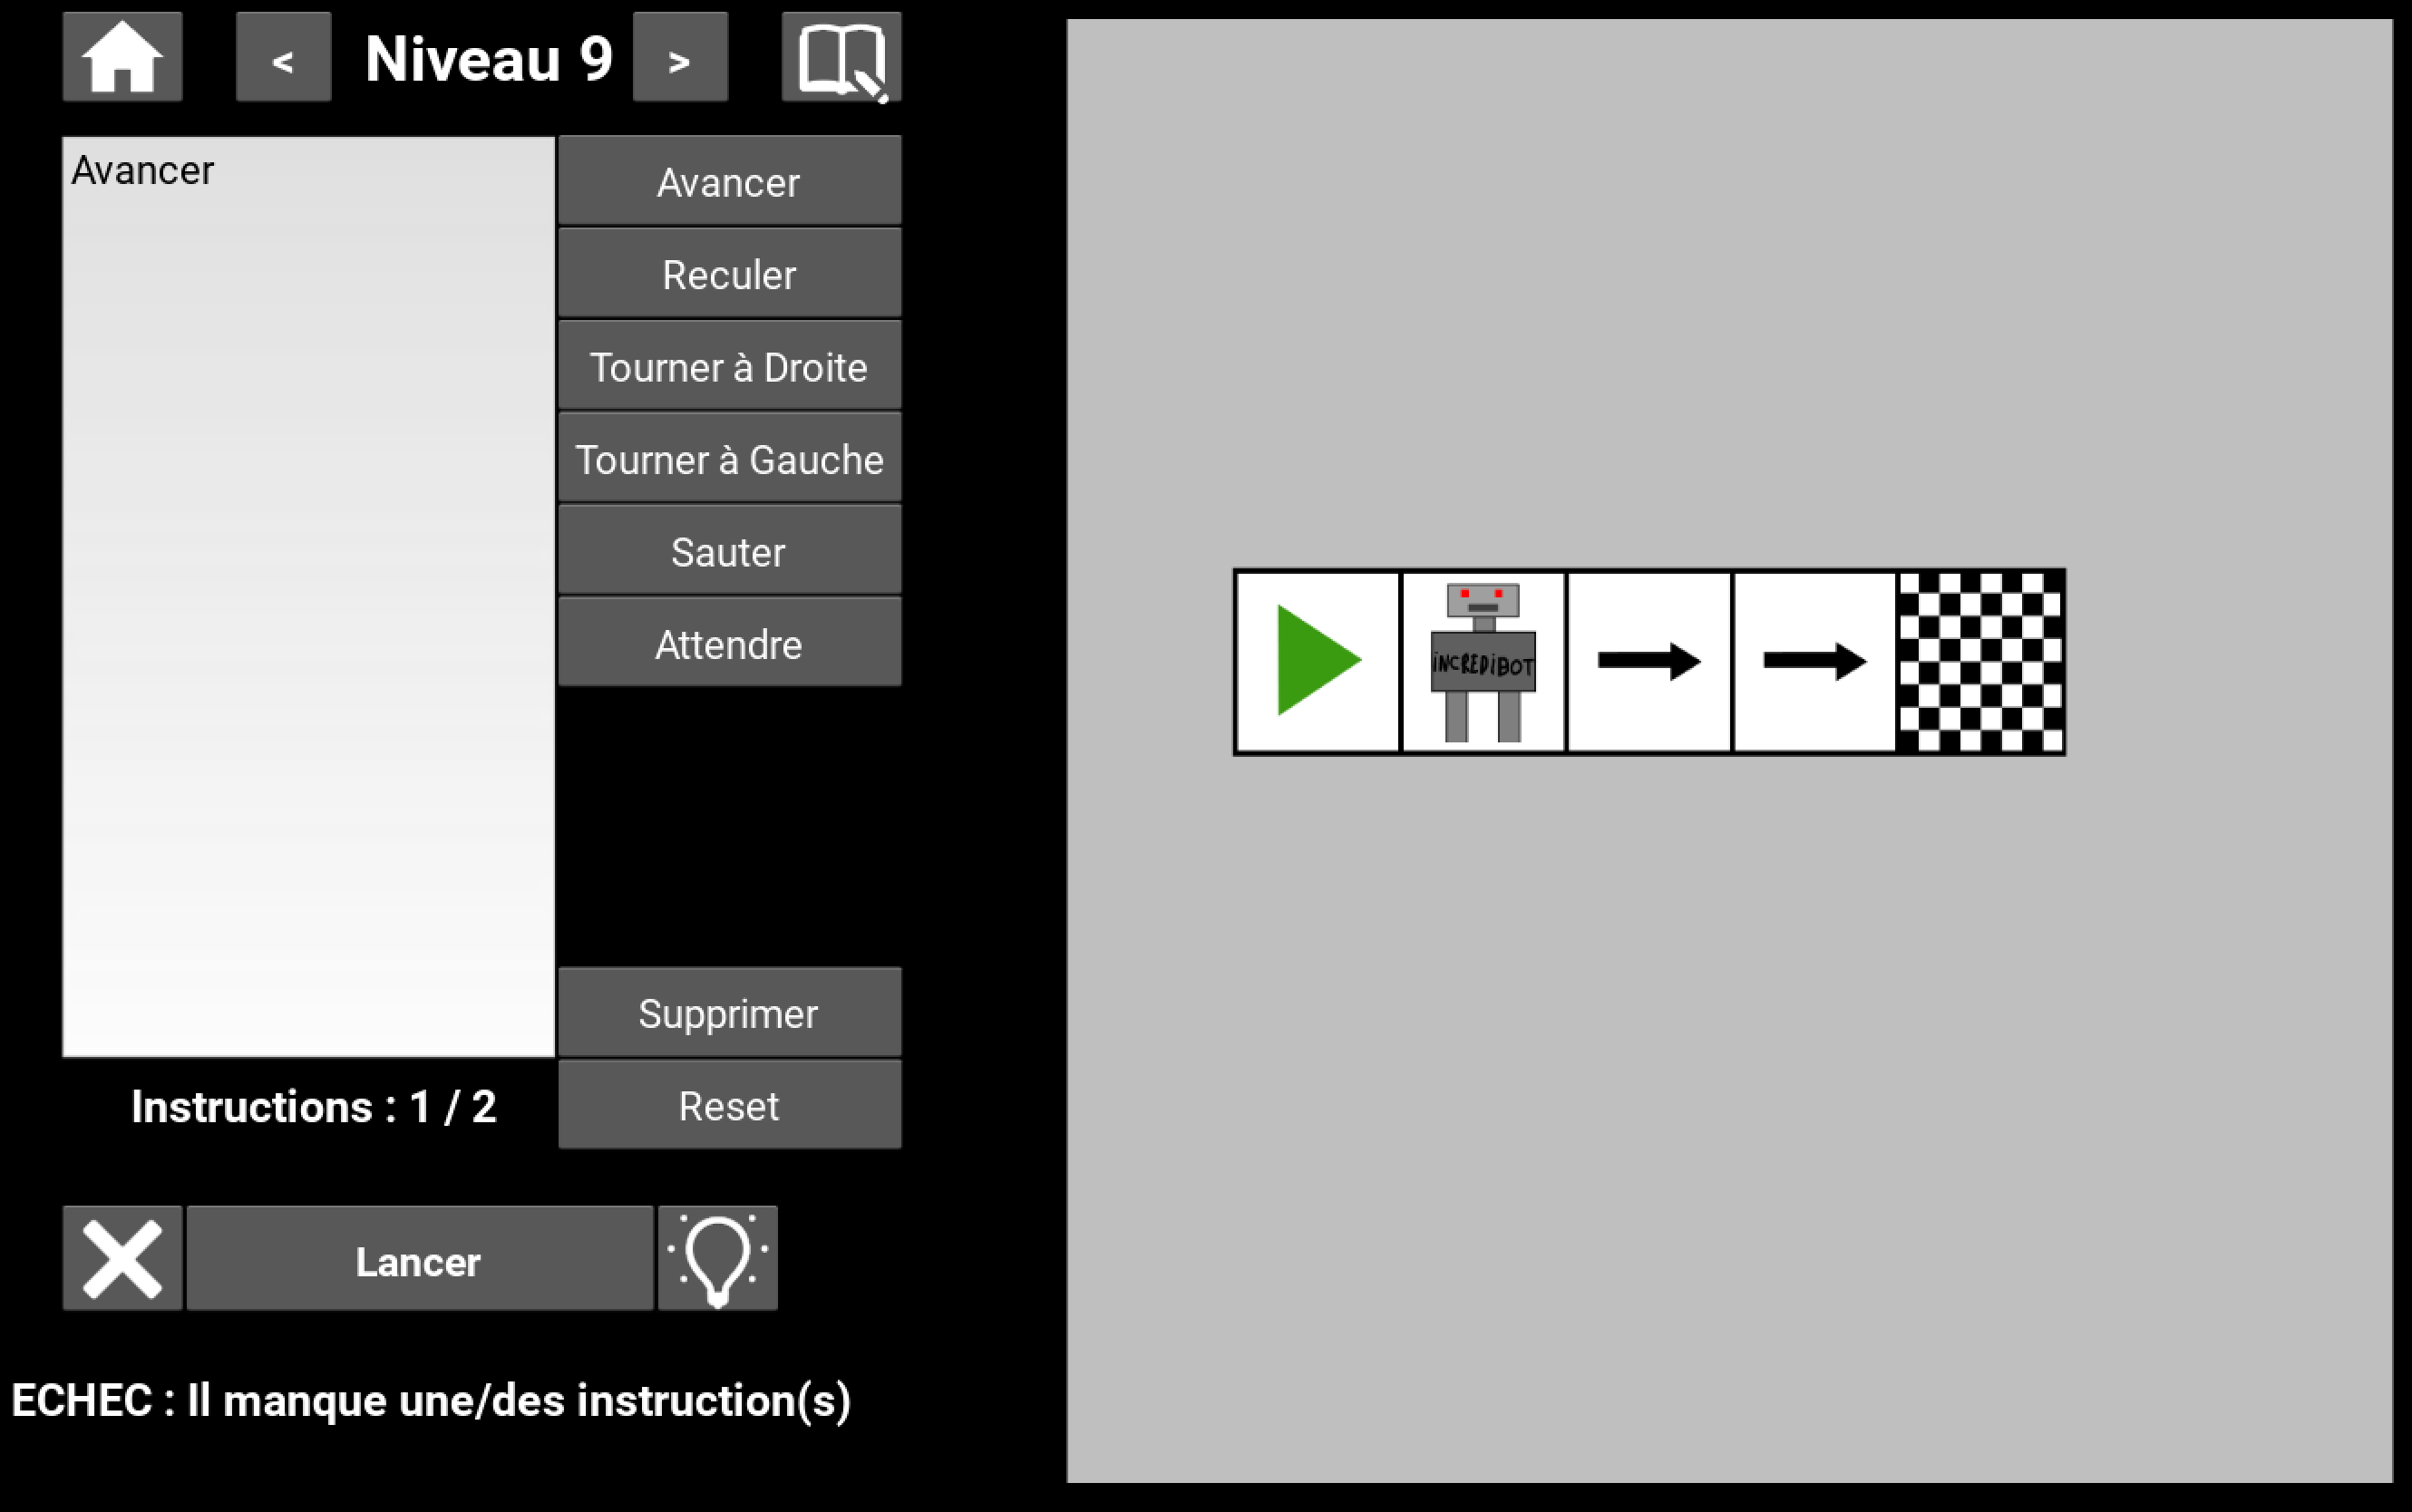 < Niveau 9 >
Avancer
Avancer
Reculer
Tourner à Droite
Tourner à Gauche
Sauter
Attendre
INCREDIBOT
Supprimer
Instructions : 1 / 2
Reset
Lancer
ECHEC : Il manque une/des instruction(s)